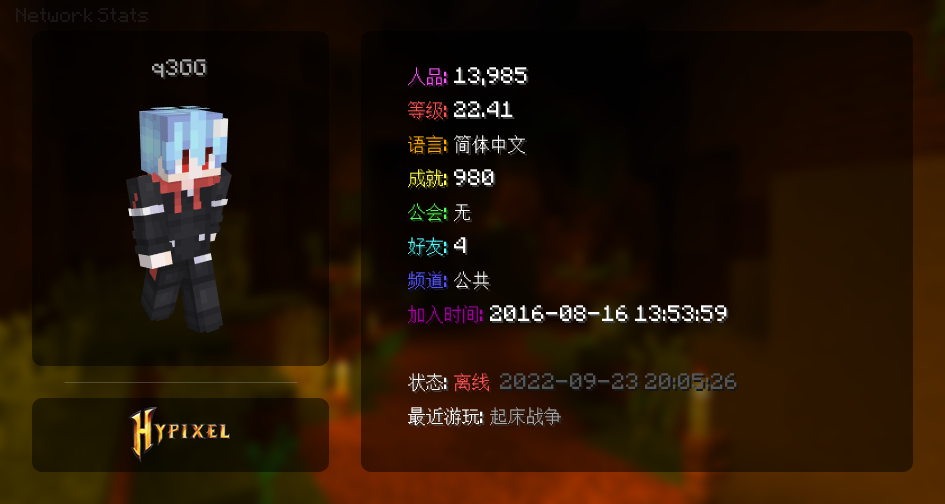 Network Stats
q3GG
人品: 13,985
等级: 22.41
语言: 简体中文
成就: 980
公会: 无
好友: 4
频道: 公共
加入时间: 2016-08-16 13:53:59
状态: 离线 2022-09-23 20:05:26
最近游玩: 起床战争
HYPIXEL